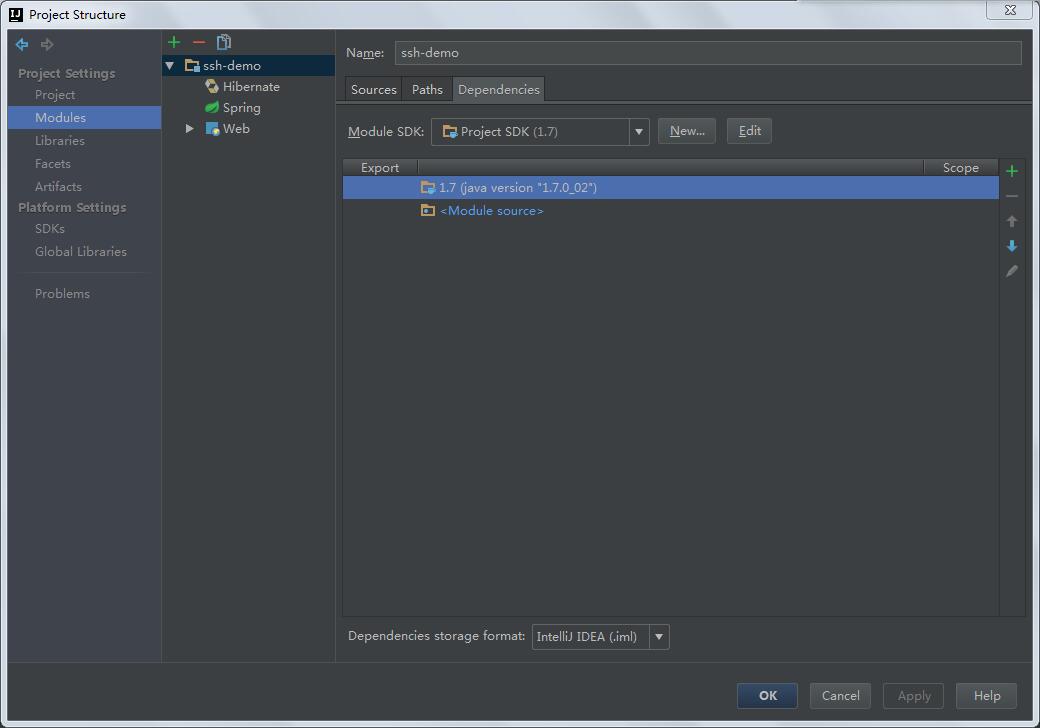 Project Structure
Project Settings
Project
Modules
Libraries
Facets
Artifacts
Platform Settings
SDKs
Global Libraries
Problems
ssh-demo
Hibernate
Spring
Web
Name: ssh-demo
Sources Paths Dependencies
Module SDK: Project SDK (1.7) New... Edit
Export Scope
1.7 (java version "1.7.0_02")
<Module source>
Dependencies storage format: IntelliJ IDEA (.iml)
OK Cancel Apply Help